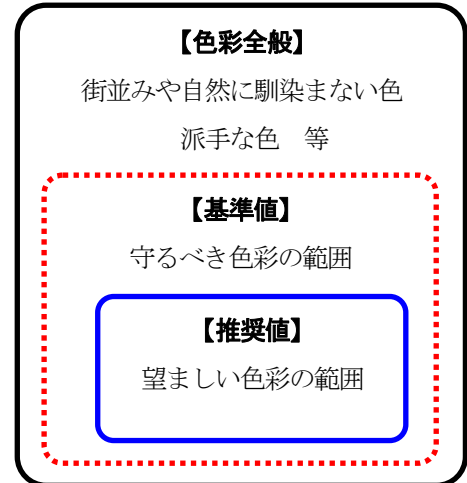 【色彩全般】
街並みや自然に馴染まない色
派手な色　等
【基準値】
守るべき色彩の範囲
【推奨値】
望ましい色彩の範囲